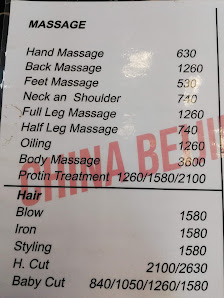 MASSAGE
Hand Massage 630
Back Massage 1260
Feet Massage 530
Neck an Shoulder 740
Full Leg Massage 1260
Half Leg Massage 740
Oiling 1260
Body Massage 3800
Protin Treatment 1260/1580/2100
CHINA
Hair
Blow 1580
Iron 1580
Styling 1580
H. Cut 2100/2630
Baby Cut 840/1050/1260/1580